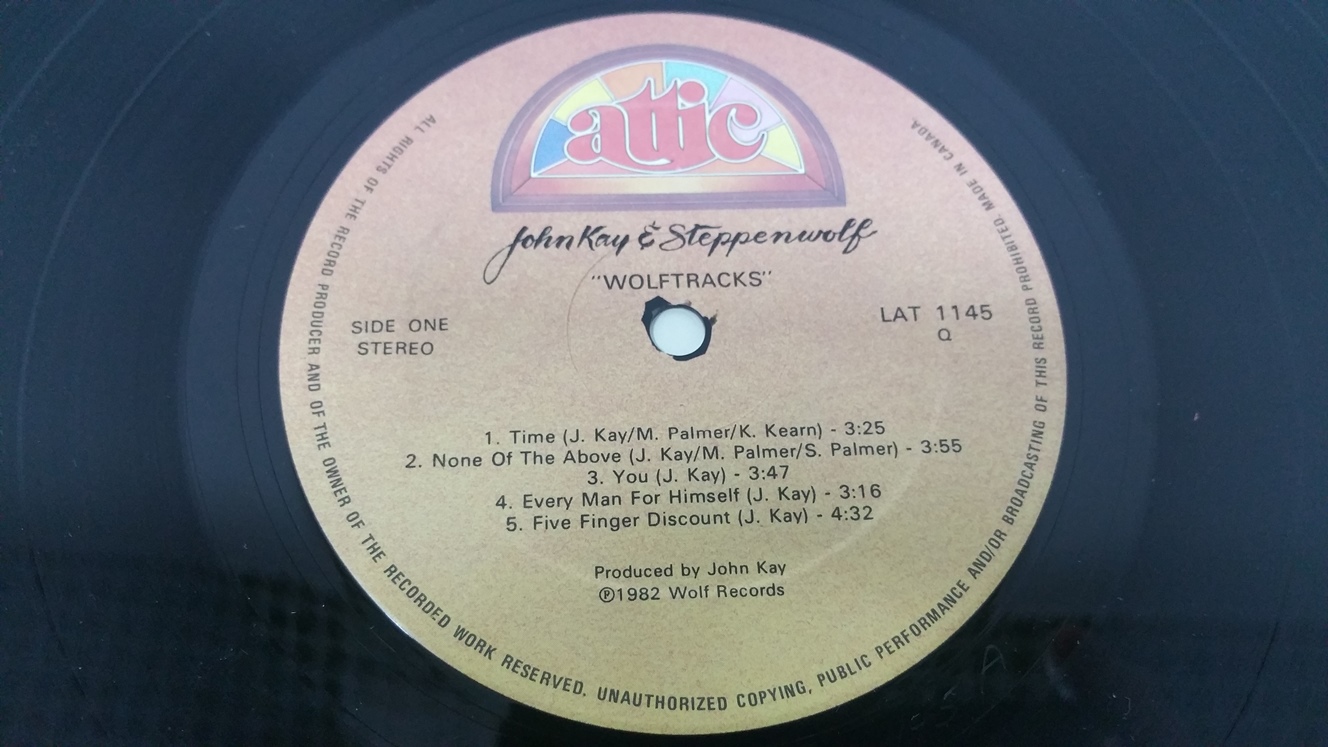 attic
John Kay & Steppenwolf
"WOLFTRACKS"
SIDE ONE
STEREO
LAT 1145
Q
1. Time (J. Kay/M. Palmer/K. Kearn) - 3:25
2. None Of The Above (J. Kay/M. Palmer/S. Palmer) - 3:55
3. You (J. Kay) - 3:47
4. Every Man For Himself (J. Kay) - 3:16
5. Five Finger Discount (J. Kay) - 4:32
Produced by John Kay
℗1982 Wolf Records
ALL RIGHTS OF THE RECORD PRODUCER AND OF THE OWNER OF THE RECORDED WORK RESERVED. UNAUTHORIZED COPYING, PUBLIC PERFORMANCE AND/OR BROADCASTING OF THIS RECORD PROHIBITED. MADE IN CANADA.